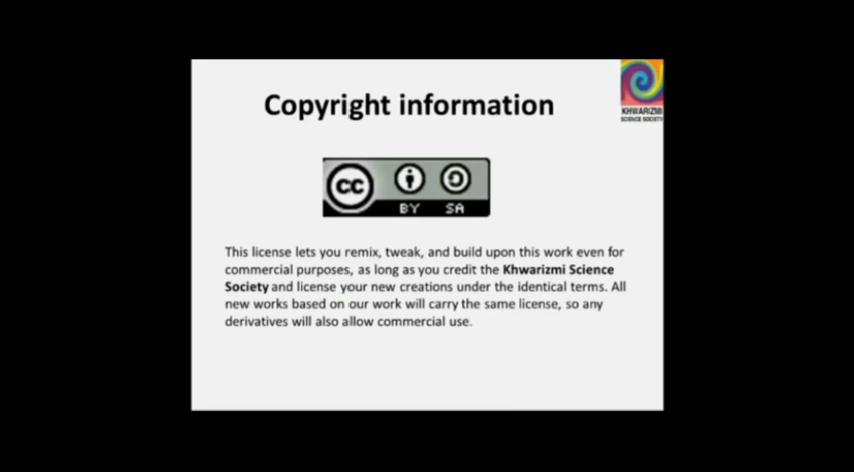 Copyright information
KHWARIZMI
SCIENCE SOCIETY
cc
BY SA
This license lets you remix, tweak, and build upon this work even for
commercial purposes, as long as you credit the Khwarizmi Science
Society and license your new creations under the identical terms. All
new works based on our work will carry the same license, so any
derivatives will also allow commercial use.